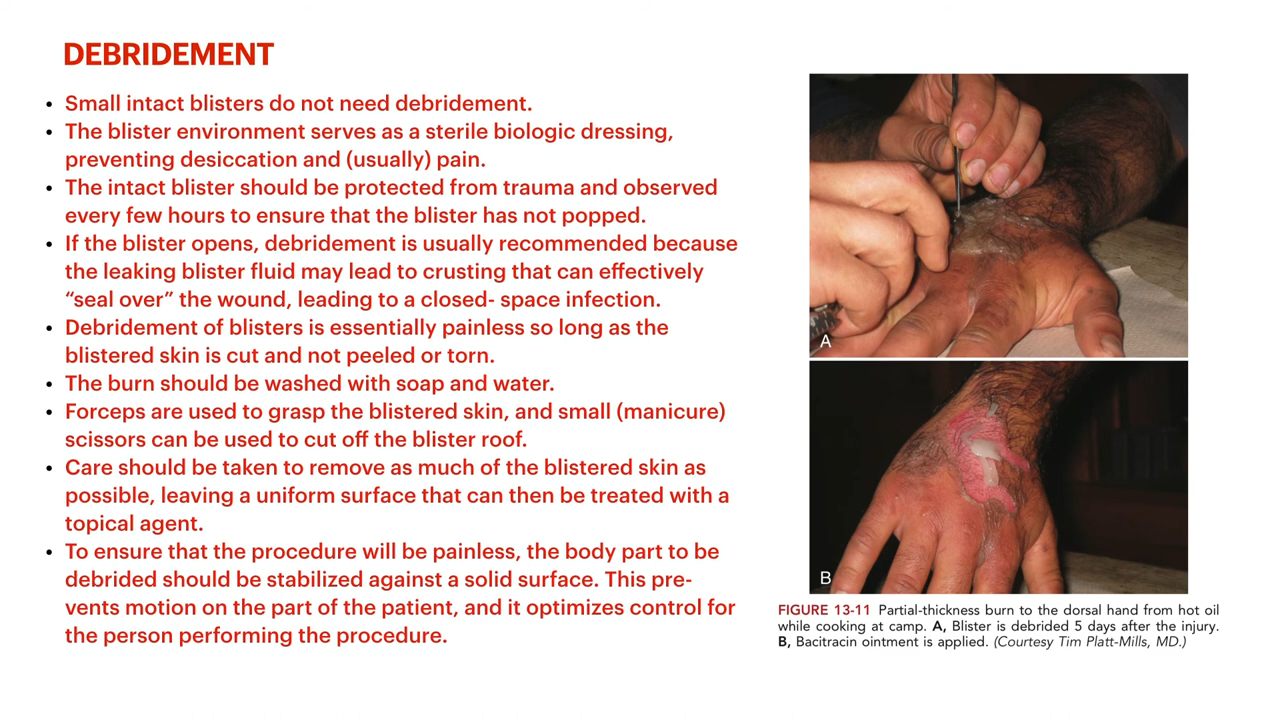 DEBRIDEMENT
• Small intact blisters do not need debridement.
• The blister environment serves as a sterile biologic dressing,
preventing desiccation and (usually) pain.
• The intact blister should be protected from trauma and observed
every few hours to ensure that the blister has not popped.
• If the blister opens, debridement is usually recommended because
the leaking blister fluid may lead to crusting that can effectively
“seal over” the wound, leading to a closed- space infection.
• Debridement of blisters is essentially painless so long as the
blistered skin is cut and not peeled or torn.
• The burn should be washed with soap and water.
• Forceps are used to grasp the blistered skin, and small (manicure)
scissors can be used to cut off the blister roof.
• Care should be taken to remove as much of the blistered skin as
possible, leaving a uniform surface that can then be treated with a
topical agent.
• To ensure that the procedure will be painless, the body part to be
debrided should be stabilized against a solid surface. This pre-
vents motion on the part of the patient, and it optimizes control for
the person performing the procedure.
A
B
FIGURE 13-11 Partial-thickness burn to the dorsal hand from hot oil
while cooking at camp. A, Blister is debrided 5 days after the injury.
B, Bacitracin ointment is applied. (Courtesy Tim Platt-Mills, MD.)